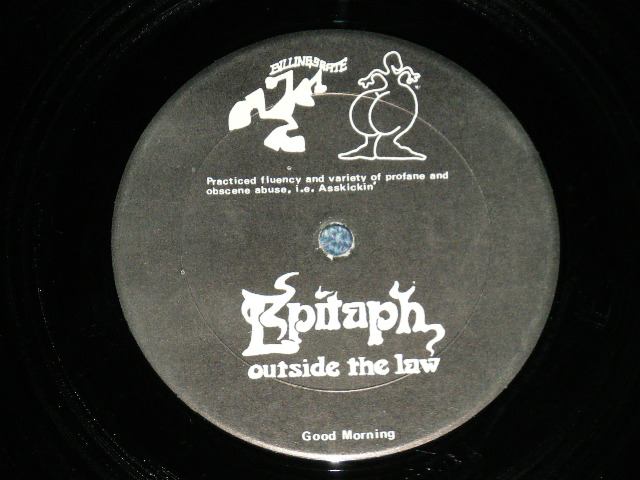 BILLINGSGATE
Practiced fluency and variety of profane and
obscene abuse, i.e. Asskickin'
Epitaph
outside the law
Good Morning